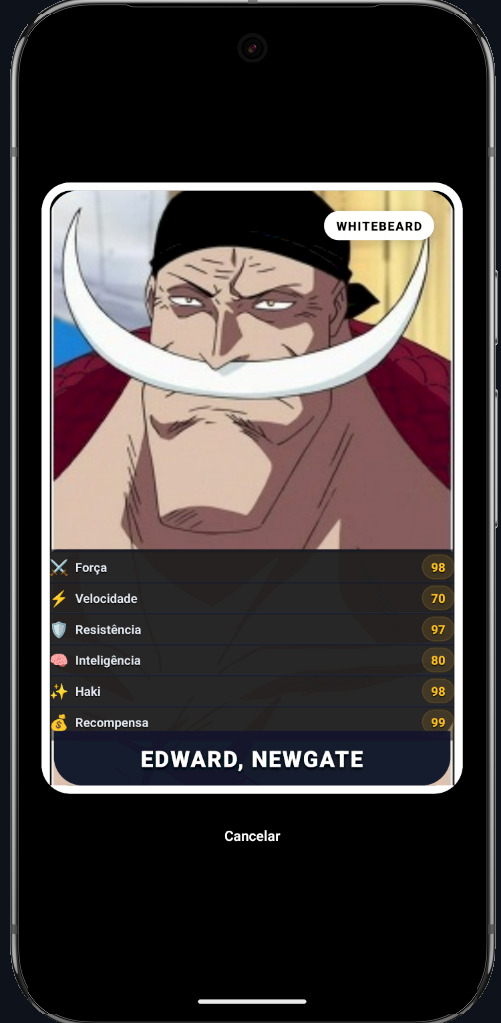 WHITEBEARD
Força 98
Velocidade 70
Resistência 97
Inteligência 80
Haki 98
Recompensa 99
EDWARD, NEWGATE
Cancelar